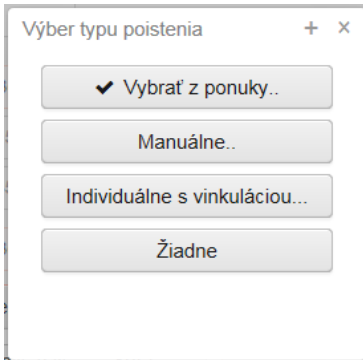 Výber typu poistenia
Vybrať z ponuky..
Manuálne..
Individuálne s vinkuláciou...
Žiadne